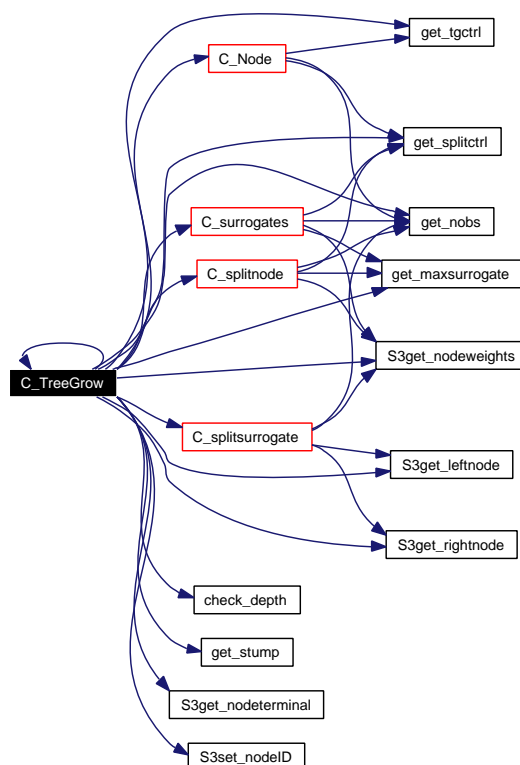 get_tgctrl
C_Node
get_splitctrl
C_surrogates
get_nobs
C_splitnode
get_maxsurrogate
S3get_nodeweights
C_TreeGrow
C_splitsurrogate
S3get_leftnode
S3get_rightnode
check_depth
get_stump
S3get_nodeterminal
S3set_nodeID